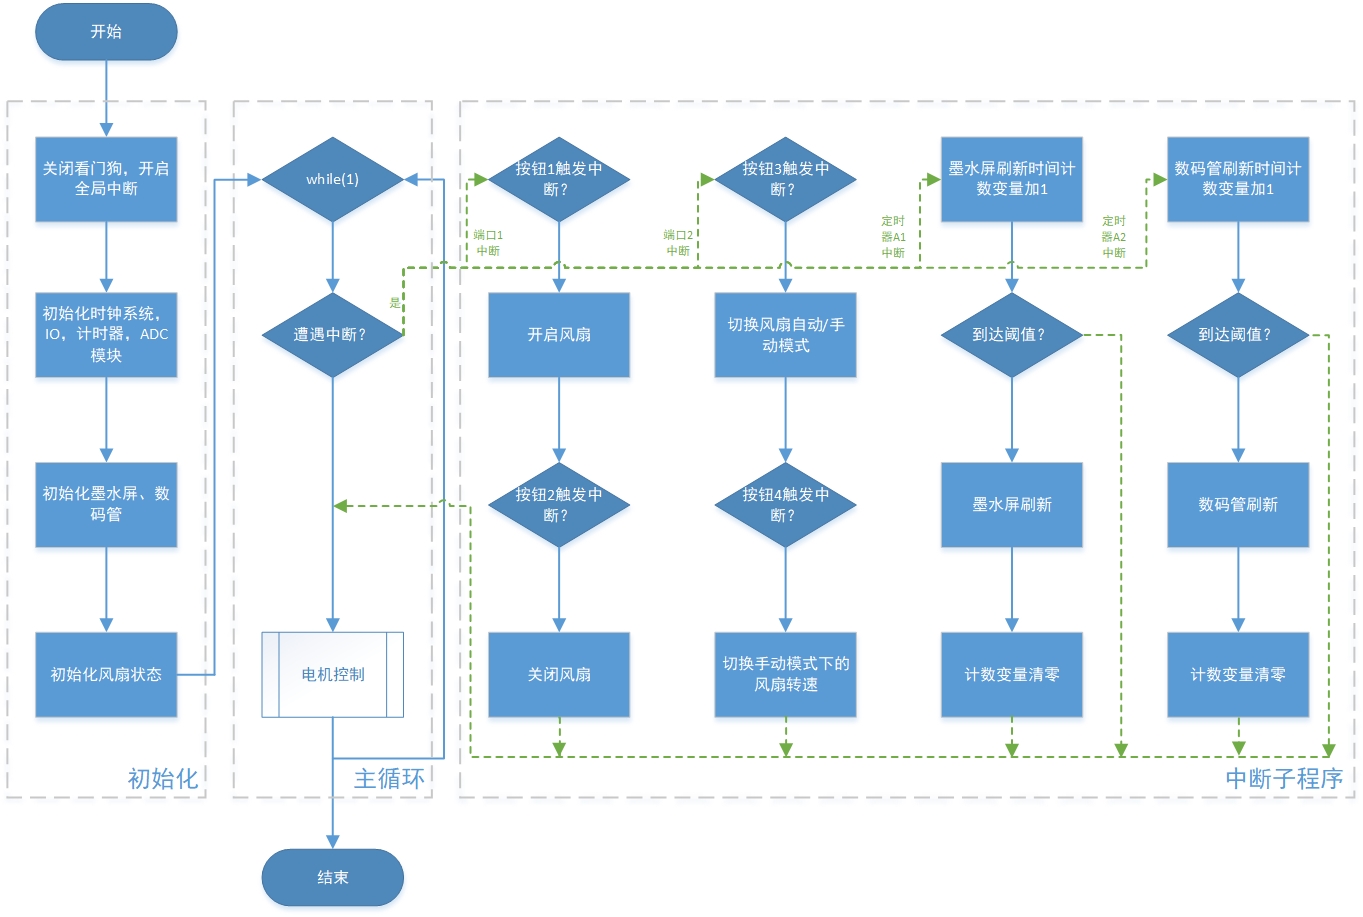 开始
关闭看门狗，开启
全局中断
初始化时钟系统，
IO，计时器，ADC
模块
初始化墨水屏、数
码管
初始化风扇状态
初始化
while(1)
遭遇中断？
是
电机控制
主循环
结束
按钮1触发中
断？
端口1
中断
开启风扇
按钮2触发中
断？
关闭风扇
按钮3触发中
断？
端口2
中断
切换风扇自动/手
动模式
按钮4触发中
断？
切换手动模式下的
风扇转速
墨水屏刷新时间计
数变量加1
定时
器A1
中断
到达阈值？
墨水屏刷新
计数变量清零
数码管刷新时间计
数变量加1
定时
器A2
中断
到达阈值？
数码管刷新
计数变量清零
中断子程序